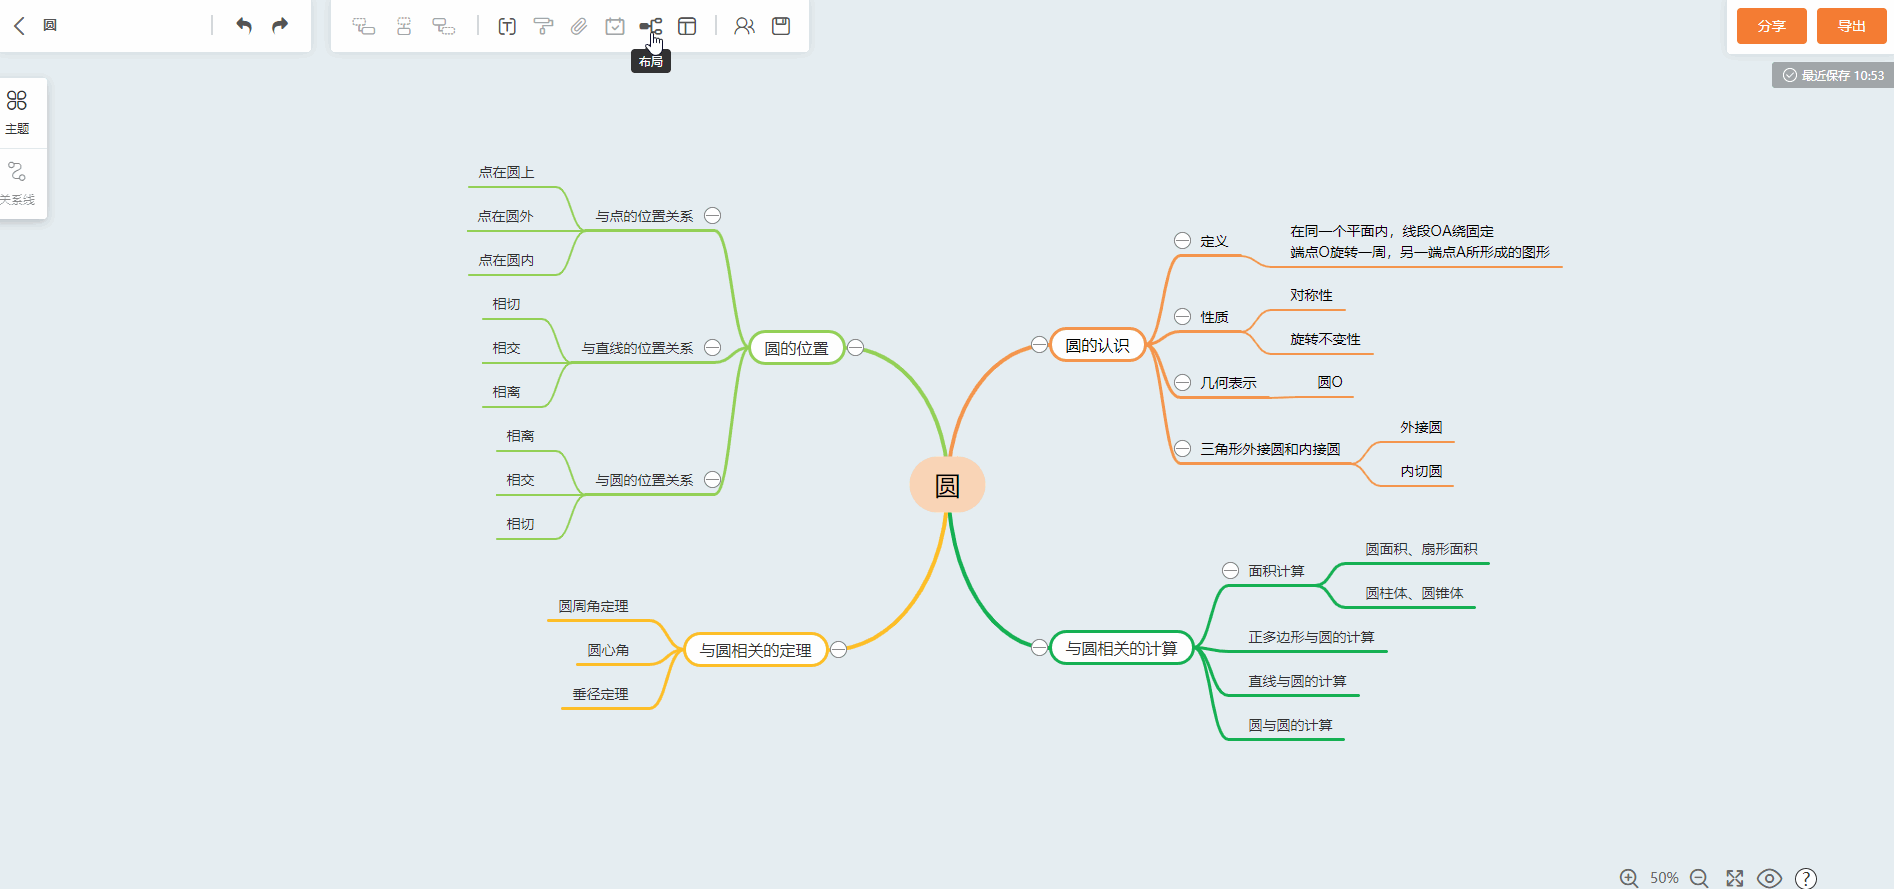 圆
分享
导出
布局
最近保存 10:53
主题
关系线
点在圆上
点在圆外
点在圆内
与点的位置关系
相切
相交
相离
与直线的位置关系
相离
相交
相切
与圆的位置关系
圆的位置
圆周角定理
圆心角
垂径定理
与圆相关的定理
圆
圆的认识
定义
在同一个平面内，线段OA绕固定
端点O旋转一周，另一端点A所形成的图形
性质
对称性
旋转不变性
几何表示
圆O
三角形外接圆和内接圆
外接圆
内切圆
与圆相关的计算
面积计算
圆面积、扇形面积
圆柱体、圆锥体
正多边形与圆的计算
直线与圆的计算
圆与圆的计算
50%